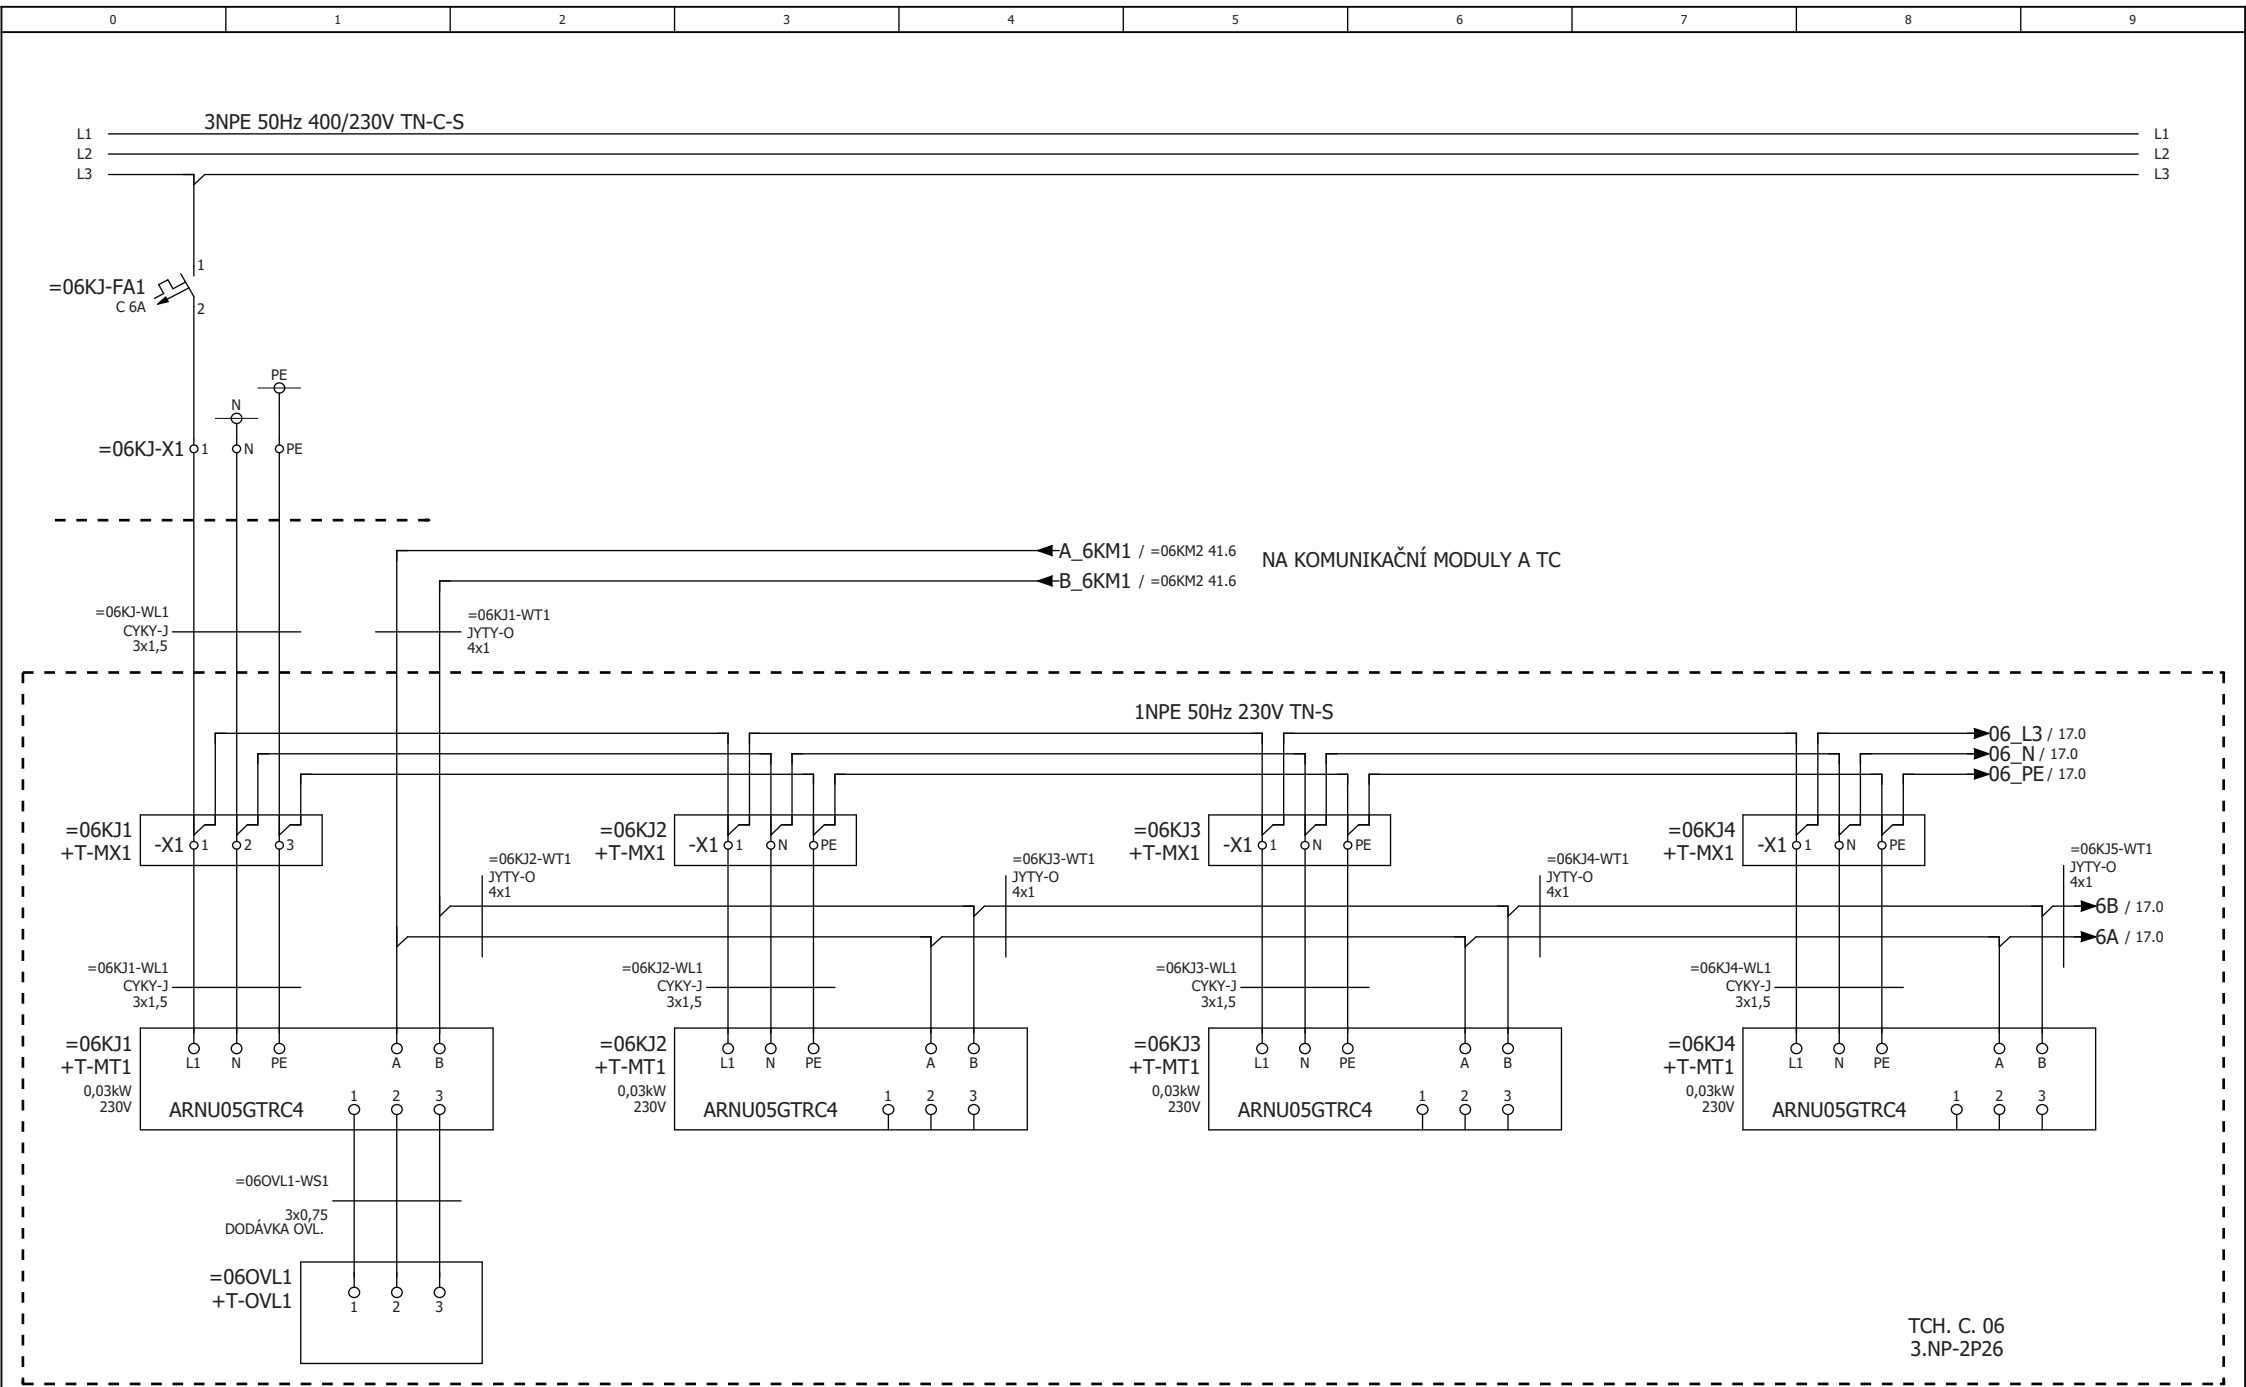 0 1 2 3 4 5 6 7 8 9
3NPE 50Hz 400/230V TN-C-S
L1 L1
L2 L2
L3 L3
1
=06KJ-FA1
C 6A
2
PE
N
=06KJ-X1 1 N PE
A_6KM1 / =06KM2 41.6
NA KOMUNIKAČNÍ MODULY A TC
B_6KM1 / =06KM2 41.6
=06KJ-WL1
CYKY-J
3x1,5
=06KJ1-WT1
JYTY-O
4x1
1NPE 50Hz 230V TN-S
06_L3 / 17.0
06_N / 17.0
06_PE / 17.0
=06KJ1
+T-MX1
-X1 1 2 3
=06KJ2
+T-MX1
-X1 1 N PE
=06KJ3
+T-MX1
-X1 1 N PE
=06KJ4
+T-MX1
-X1 1 N PE
=06KJ2-WT1
JYTY-O
4x1
=06KJ3-WT1
JYTY-O
4x1
=06KJ4-WT1
JYTY-O
4x1
=06KJ5-WT1
JYTY-O
4x1
6B / 17.0
6A / 17.0
=06KJ1-WL1
CYKY-J
3x1,5
=06KJ2-WL1
CYKY-J
3x1,5
=06KJ3-WL1
CYKY-J
3x1,5
=06KJ4-WL1
CYKY-J
3x1,5
=06KJ1
+T-MT1
0,03kW
230V
L1 N PE A B
ARNU05GTRC4
1 2 3
=06KJ2
+T-MT1
0,03kW
230V
L1 N PE A B
ARNU05GTRC4
1 2 3
=06KJ3
+T-MT1
0,03kW
230V
L1 N PE A B
ARNU05GTRC4
1 2 3
=06KJ4
+T-MT1
0,03kW
230V
L1 N PE A B
ARNU05GTRC4
1 2 3
=06OVL1-WS1
3x0,75
DODÁVKA OVL.
=06OVL1
+T-OVL1
1 2 3
TCH. C. 06
3.NP-2P26